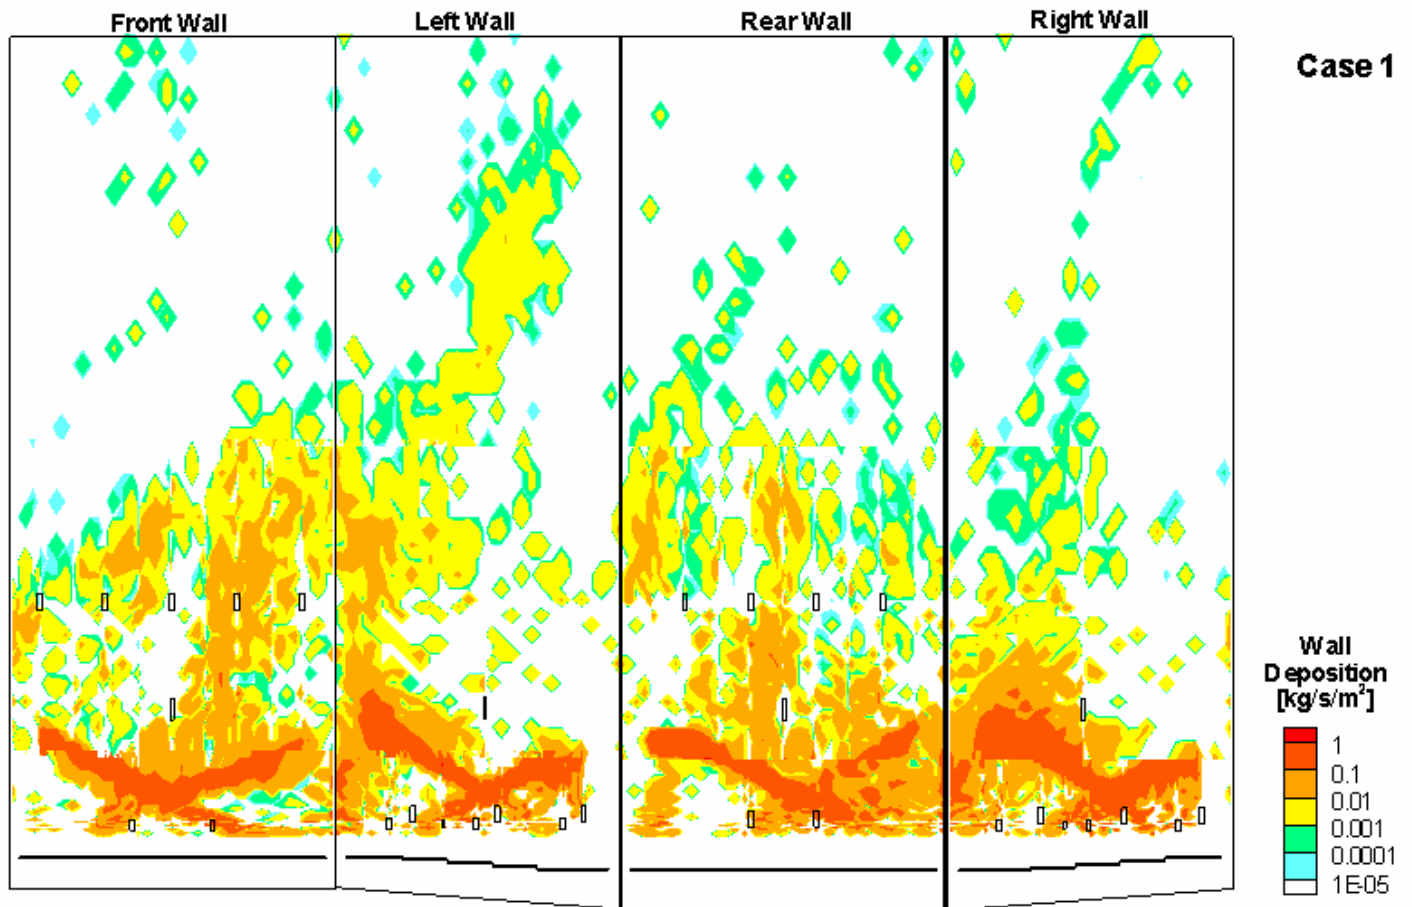 Front Wall
Left Wall
Rear Wall
Right Wall
Case 1
Wall
Deposition
[kg/s/m²]
1
0.1
0.01
0.001
0.0001
1E-05